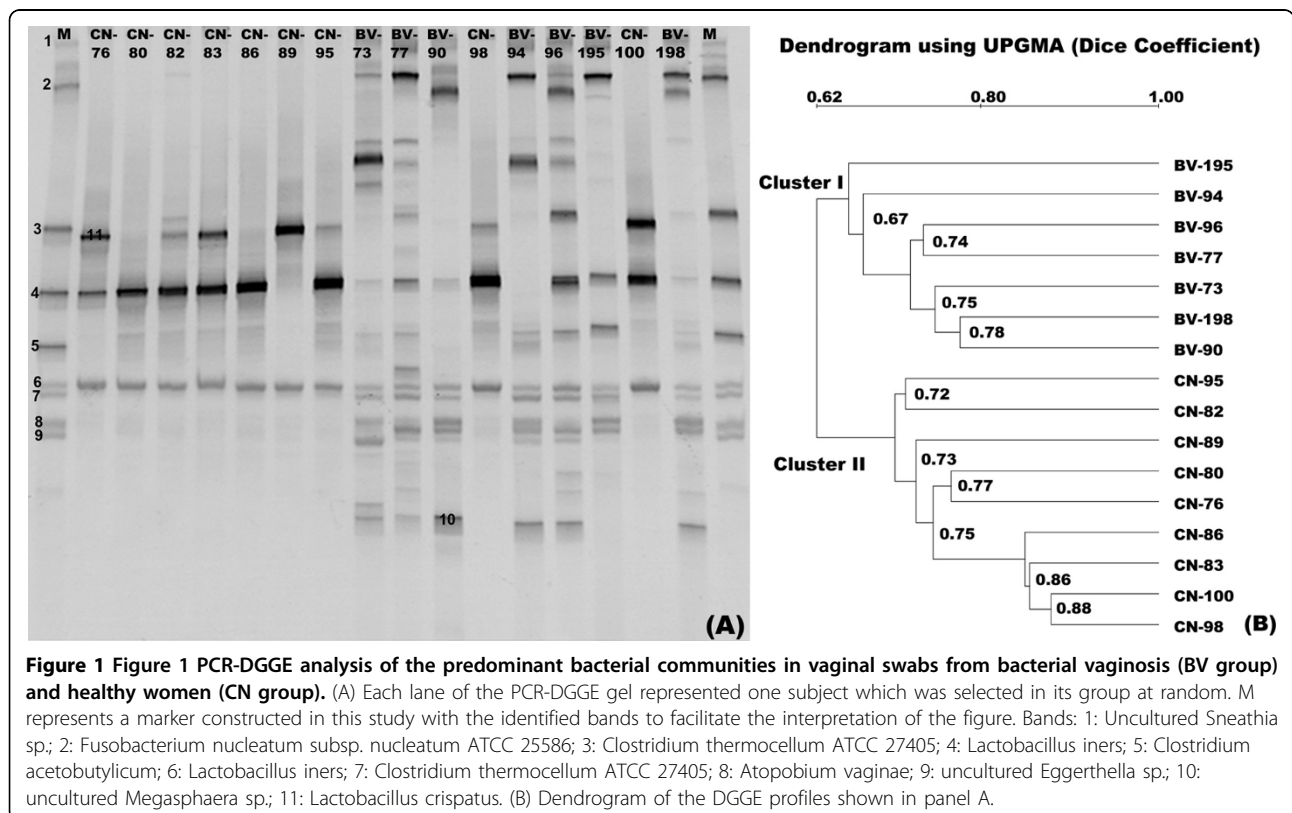 M CN- CN- CN- CN- CN- CN- CN- BV- BV- BV- CN- BV- BV- BV- CN- BV- M
76 80 82 83 86 89 95 73 77 90 98 94 96 195 100 198
1
2
3
11
4
5
6
7
8
9
10
(A)
Dendrogram using UPGMA (Dice Coefficient)
0.62 0.80 1.00
BV-195
Cluster I
BV-94
0.67
BV-96
0.74
BV-77
BV-73
0.75
BV-198
0.78
BV-90
CN-95
0.72
CN-82
CN-89
Cluster II
0.73
CN-80
0.77
CN-76
0.75
CN-86
CN-83
0.86
CN-100
0.88
CN-98
(B)
Figure 1 Figure 1 PCR-DGGE analysis of the predominant bacterial communities in vaginal swabs from bacterial vaginosis (BV group)
and healthy women (CN group). (A) Each lane of the PCR-DGGE gel represented one subject which was selected in its group at random. M
represents a marker constructed in this study with the identified bands to facilitate the interpretation of the figure. Bands: 1: Uncultured Sneathia
sp.; 2: Fusobacterium nucleatum subsp. nucleatum ATCC 25586; 3: Clostridium thermocellum ATCC 27405; 4: Lactobacillus iners; 5: Clostridium
acetobutylicum; 6: Lactobacillus iners; 7: Clostridium thermocellum ATCC 27405; 8: Atopobium vaginae; 9: uncultured Eggerthella sp.; 10:
uncultured Megasphaera sp.; 11: Lactobacillus crispatus. (B) Dendrogram of the DGGE profiles shown in panel A.